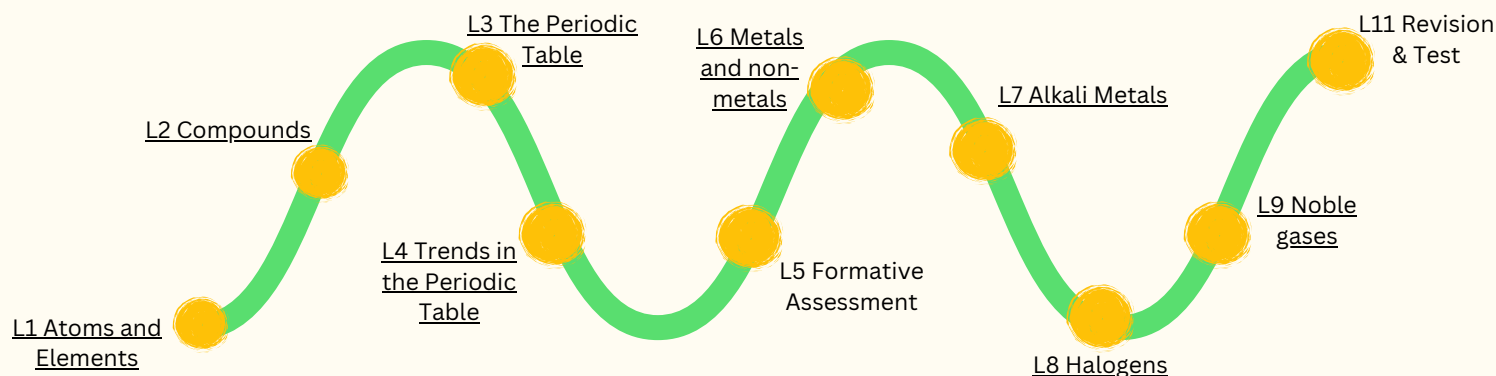 L1 Atoms and
Elements
L2 Compounds
L3 The Periodic
Table
L4 Trends in
the Periodic
Table
L5 Formative
Assessment
L6 Metals
and non-
metals
L7 Alkali Metals
L8 Halogens
L9 Noble
gases
L11 Revision
& Test